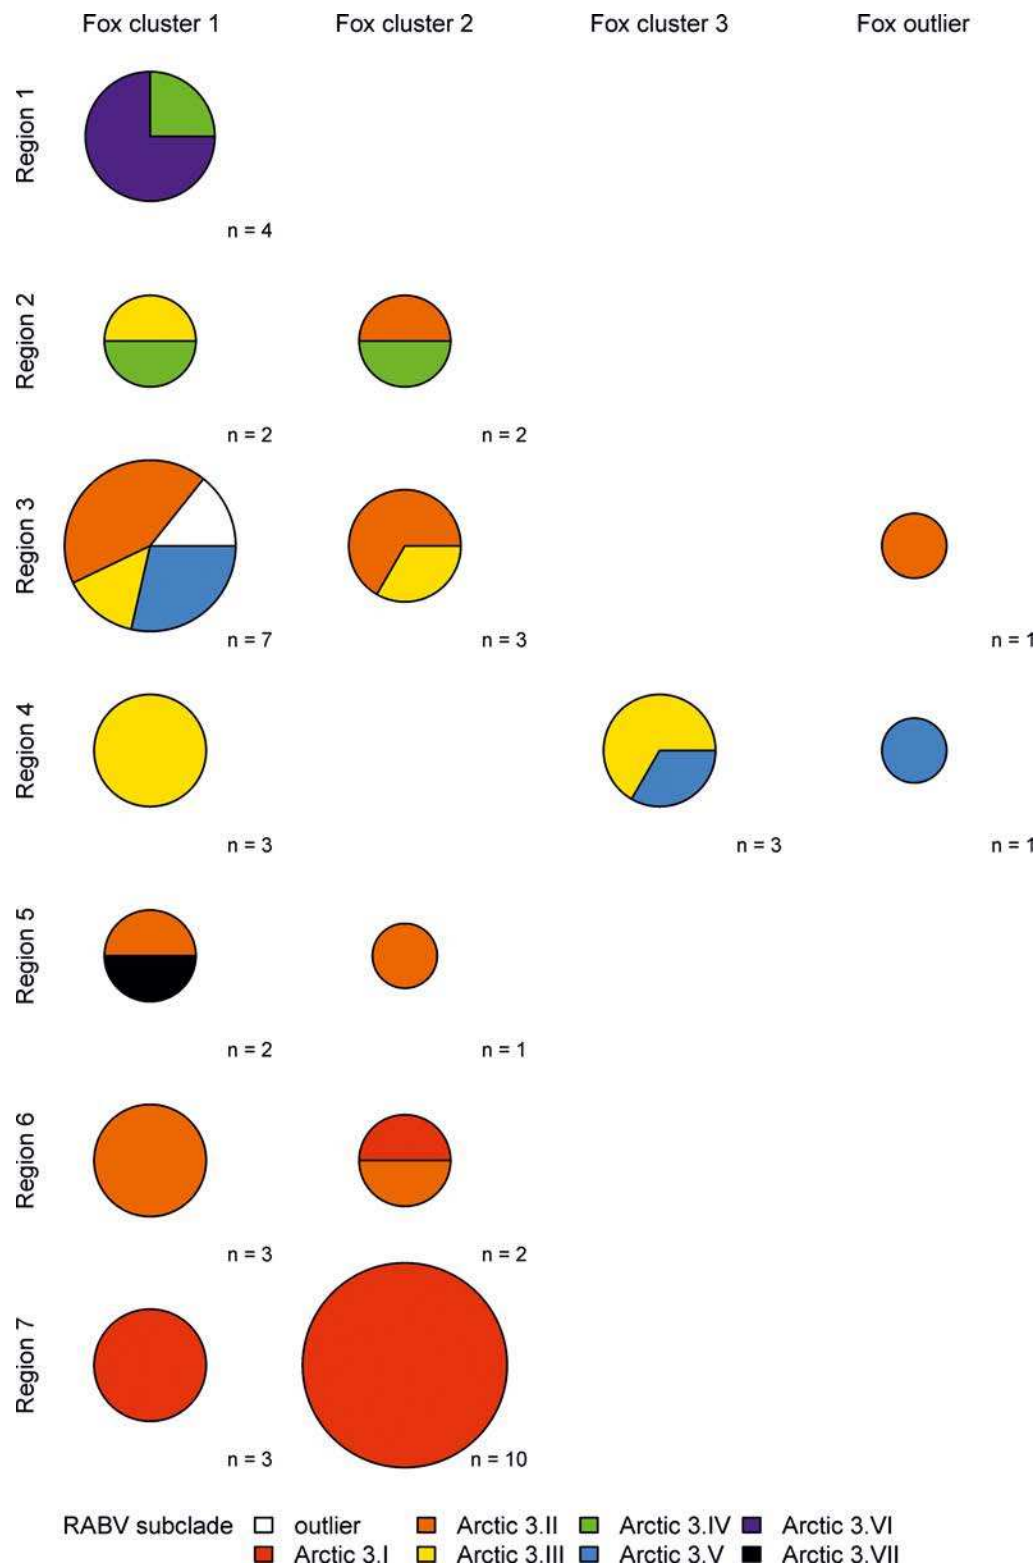 Fox cluster 1 Fox cluster 2 Fox cluster 3 Fox outlier
Region 1
n = 4
Region 2
n = 2 n = 2
Region 3
n = 7 n = 3 n = 1
Region 4
n = 3 n = 3 n = 1
Region 5
n = 2 n = 1
Region 6
n = 3 n = 2
Region 7
n = 3 n = 10
RABV subclade outlier Arctic 3.II Arctic 3.IV Arctic 3.VI
Arctic 3.I Arctic 3.III Arctic 3.V Arctic 3.VII